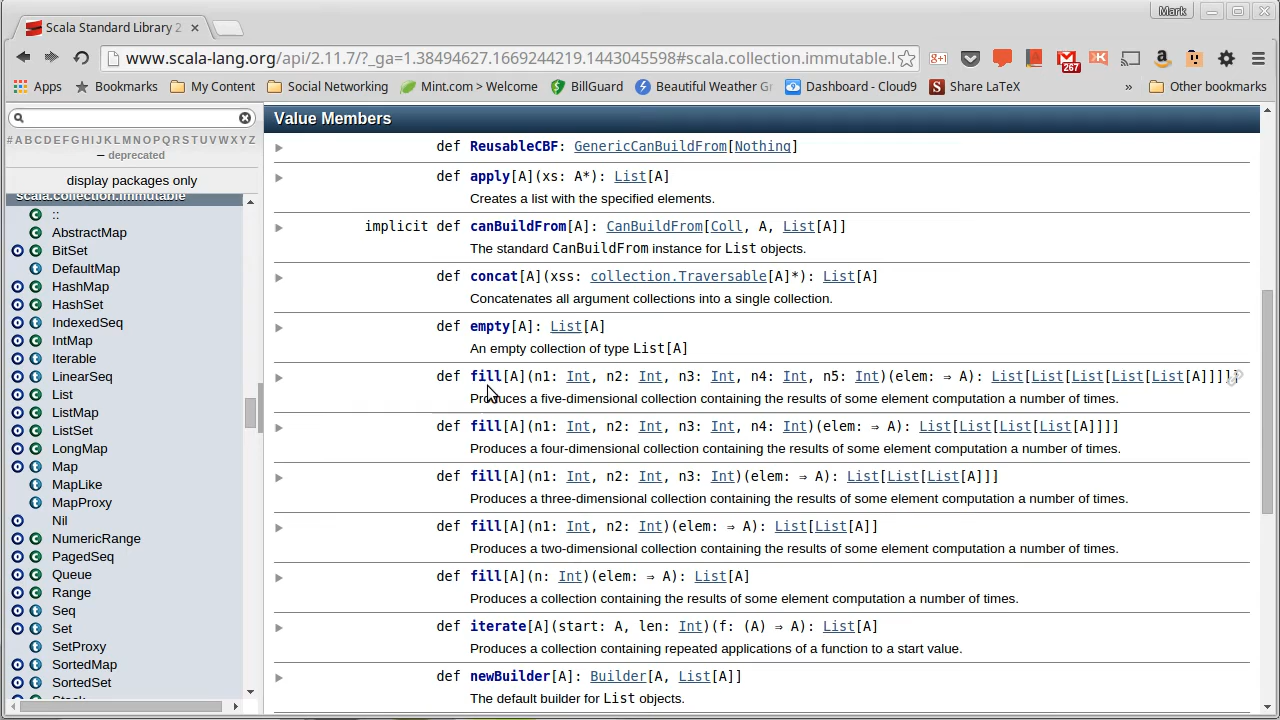 Mark
Scala Standard Library 2
www.scala-lang.org/api/2.11.7/?_ga=1.38494627.1669244219.1443045598#scala.collection.immutable.l
267
Apps Bookmarks My Content Social Networking Mint.com > Welcome BillGuard Beautiful Weather Gr Dashboard - Cloud9 Share LaTeX » Other bookmarks
#ABCDEFGHIJKLMNOPQRSTUVWXYZ
– deprecated
display packages only
scala.collection.immutable
::
AbstractMap
BitSet
DefaultMap
HashMap
HashSet
IndexedSeq
IntMap
Iterable
LinearSeq
List
ListMap
ListSet
LongMap
Map
MapLike
MapProxy
Nil
NumericRange
PagedSeq
Queue
Range
Seq
Set
SetProxy
SortedMap
SortedSet
Stack
Value Members
def ReusableCBF: GenericCanBuildFrom[Nothing]
def apply[A](xs: A*): List[A]
Creates a list with the specified elements.
implicit def canBuildFrom[A]: CanBuildFrom[Coll, A, List[A]]
The standard CanBuildFrom instance for List objects.
def concat[A](xss: collection.Traversable[A]*): List[A]
Concatenates all argument collections into a single collection.
def empty[A]: List[A]
An empty collection of type List[A]
def fill[A](n1: Int, n2: Int, n3: Int, n4: Int, n5: Int)(elem: ⇒ A): List[List[List[List[List[A]]]]]
Produces a five-dimensional collection containing the results of some element computation a number of times.
def fill[A](n1: Int, n2: Int, n3: Int, n4: Int)(elem: ⇒ A): List[List[List[List[A]]]]
Produces a four-dimensional collection containing the results of some element computation a number of times.
def fill[A](n1: Int, n2: Int, n3: Int)(elem: ⇒ A): List[List[List[A]]]
Produces a three-dimensional collection containing the results of some element computation a number of times.
def fill[A](n1: Int, n2: Int)(elem: ⇒ A): List[List[A]]
Produces a two-dimensional collection containing the results of some element computation a number of times.
def fill[A](n: Int)(elem: ⇒ A): List[A]
Produces a collection containing the results of some element computation a number of times.
def iterate[A](start: A, len: Int)(f: (A) ⇒ A): List[A]
Produces a collection containing repeated applications of a function to a start value.
def newBuilder[A]: Builder[A, List[A]]
The default builder for List objects.